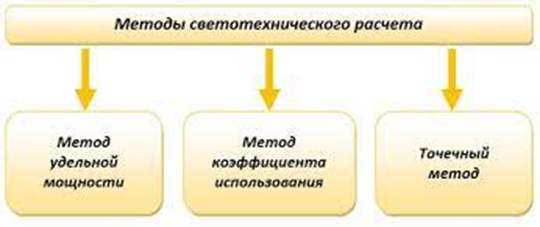 Методы светотехнического расчета
Метод
удельной
мощности
Метод
коэффициента
использования
Точечный
метод